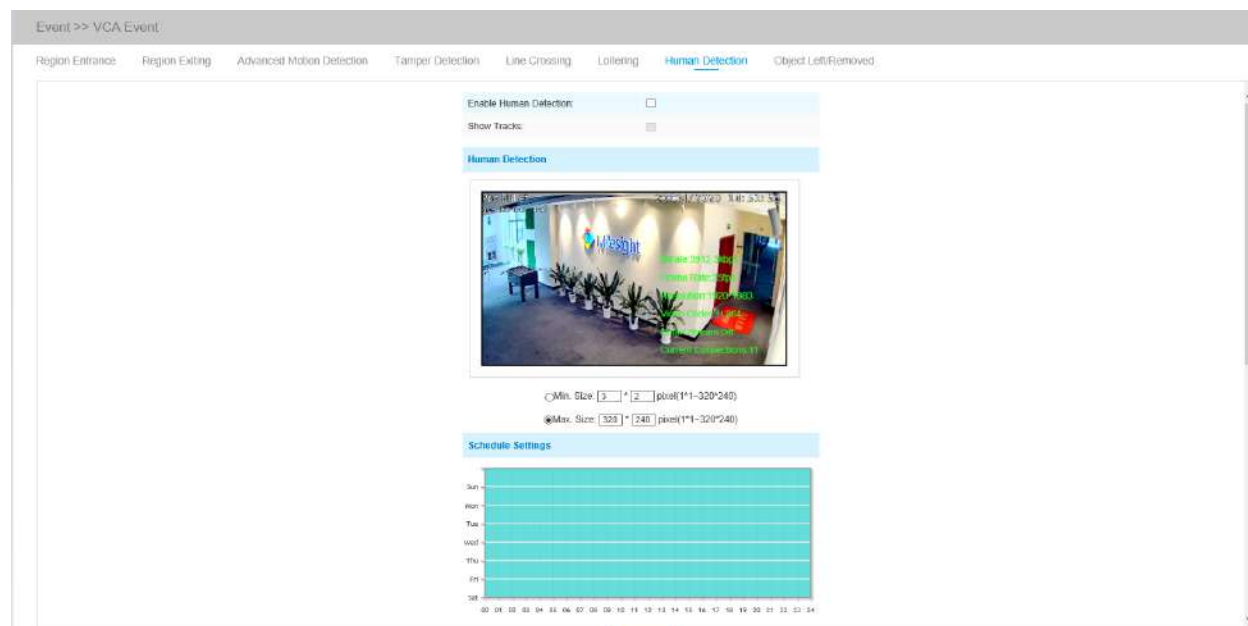 Event >> VCA Event
Region Entrance Region Exiting Advanced Motion Detection Tamper Detection Line Crossing Loitering Human Detection Object Left/Removed
Enable Human Detection:
Show Tracks:
Human Detection
Milesight
Current Connections:11
Min. Size: 3 * 2 pixel(1*1~320*240)
Max. Size: 320 * 240 pixel(1*1~320*240)
Schedule Settings
Sun
Mon
Tue
Wed
Thu
Fri
Sat
00 01 02 03 04 05 06 07 08 09 10 11 12 13 14 15 16 17 18 19 20 21 22 23 24